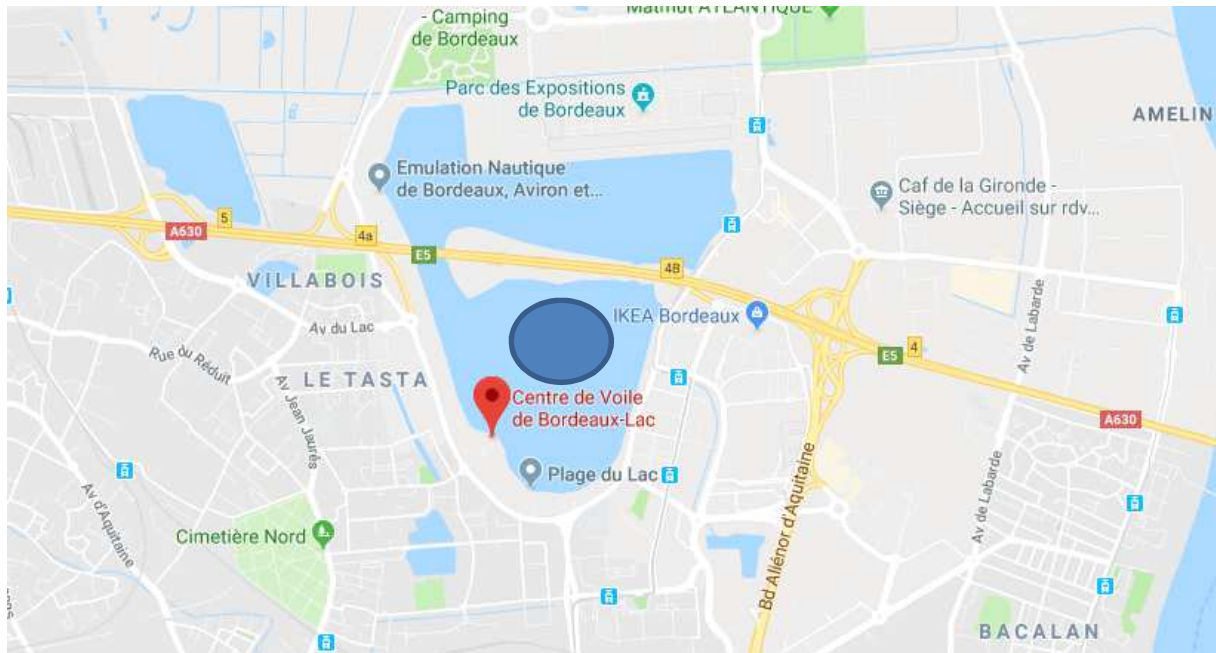 - Camping
de Bordeaux
Matmut ATLANTIQUE
Parc des Expositions
de Bordeaux
AMELIN
Emulation Nautique
de Bordeaux, Aviron et...
Caf de la Gironde -
Siège - Accueil sur rdv...
5
A630
4a
E5
4B
VILLABOIS
IKEA Bordeaux
Av du Lac
Rue du Réduit
LE TASTA
Av Jean Jaurès
4
E5
Av de Labarde
Centre de Voile
de Bordeaux-Lac
A630
Plage du Lac
Av d'Aquitaine
Cimetière Nord
Bd Aliénor d'Aquitaine
Av de Labarde
BACALAN